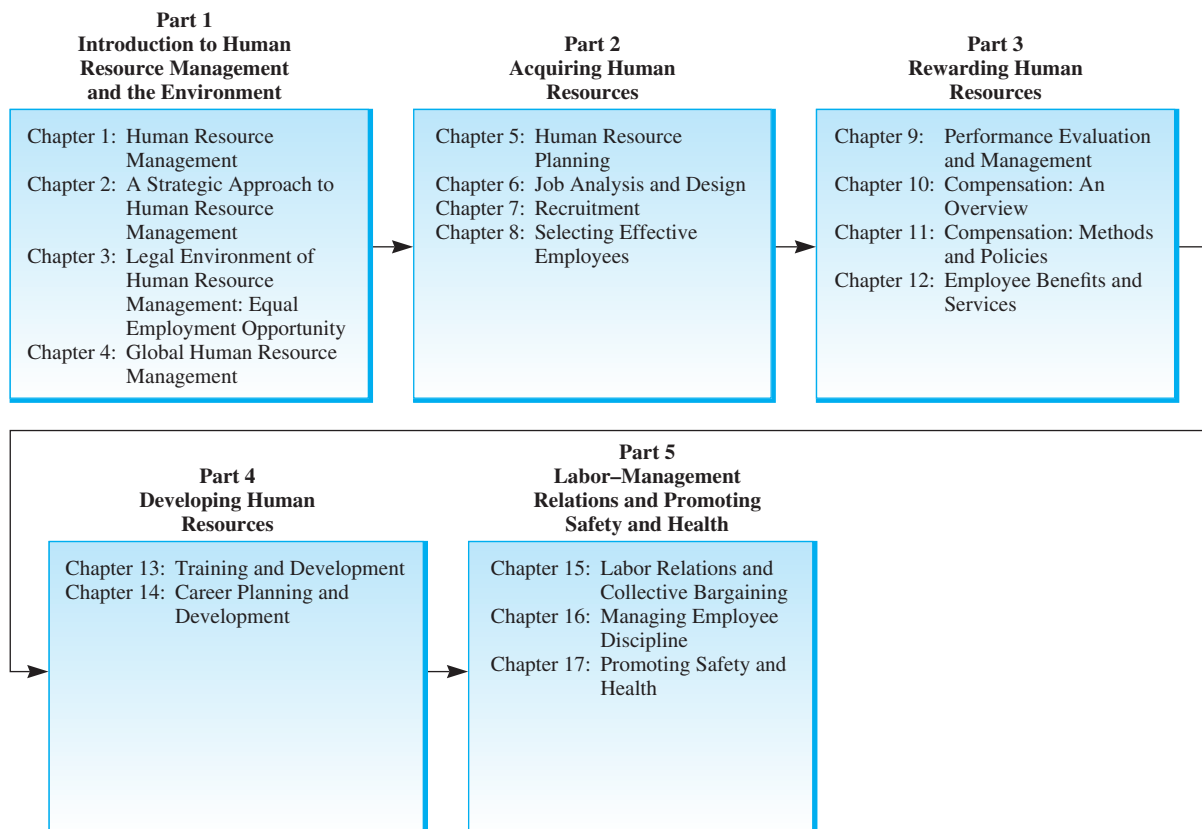 Part 1
Introduction to Human
Resource Management
and the Environment
Chapter 1: Human Resource
Management
Chapter 2: A Strategic Approach to
Human Resource
Management
Chapter 3: Legal Environment of
Human Resource
Management: Equal
Employment Opportunity
Chapter 4: Global Human Resource
Management
Part 2
Acquiring Human
Resources
Chapter 5: Human Resource
Planning
Chapter 6: Job Analysis and Design
Chapter 7: Recruitment
Chapter 8: Selecting Effective
Employees
Part 3
Rewarding Human
Resources
Chapter 9: Performance Evaluation
and Management
Chapter 10: Compensation: An
Overview
Chapter 11: Compensation: Methods
and Policies
Chapter 12: Employee Benefits and
Services
Part 4
Developing Human
Resources
Chapter 13: Training and Development
Chapter 14: Career Planning and
Development
Part 5
Labor–Management
Relations and Promoting
Safety and Health
Chapter 15: Labor Relations and
Collective Bargaining
Chapter 16: Managing Employee
Discipline
Chapter 17: Promoting Safety and
Health